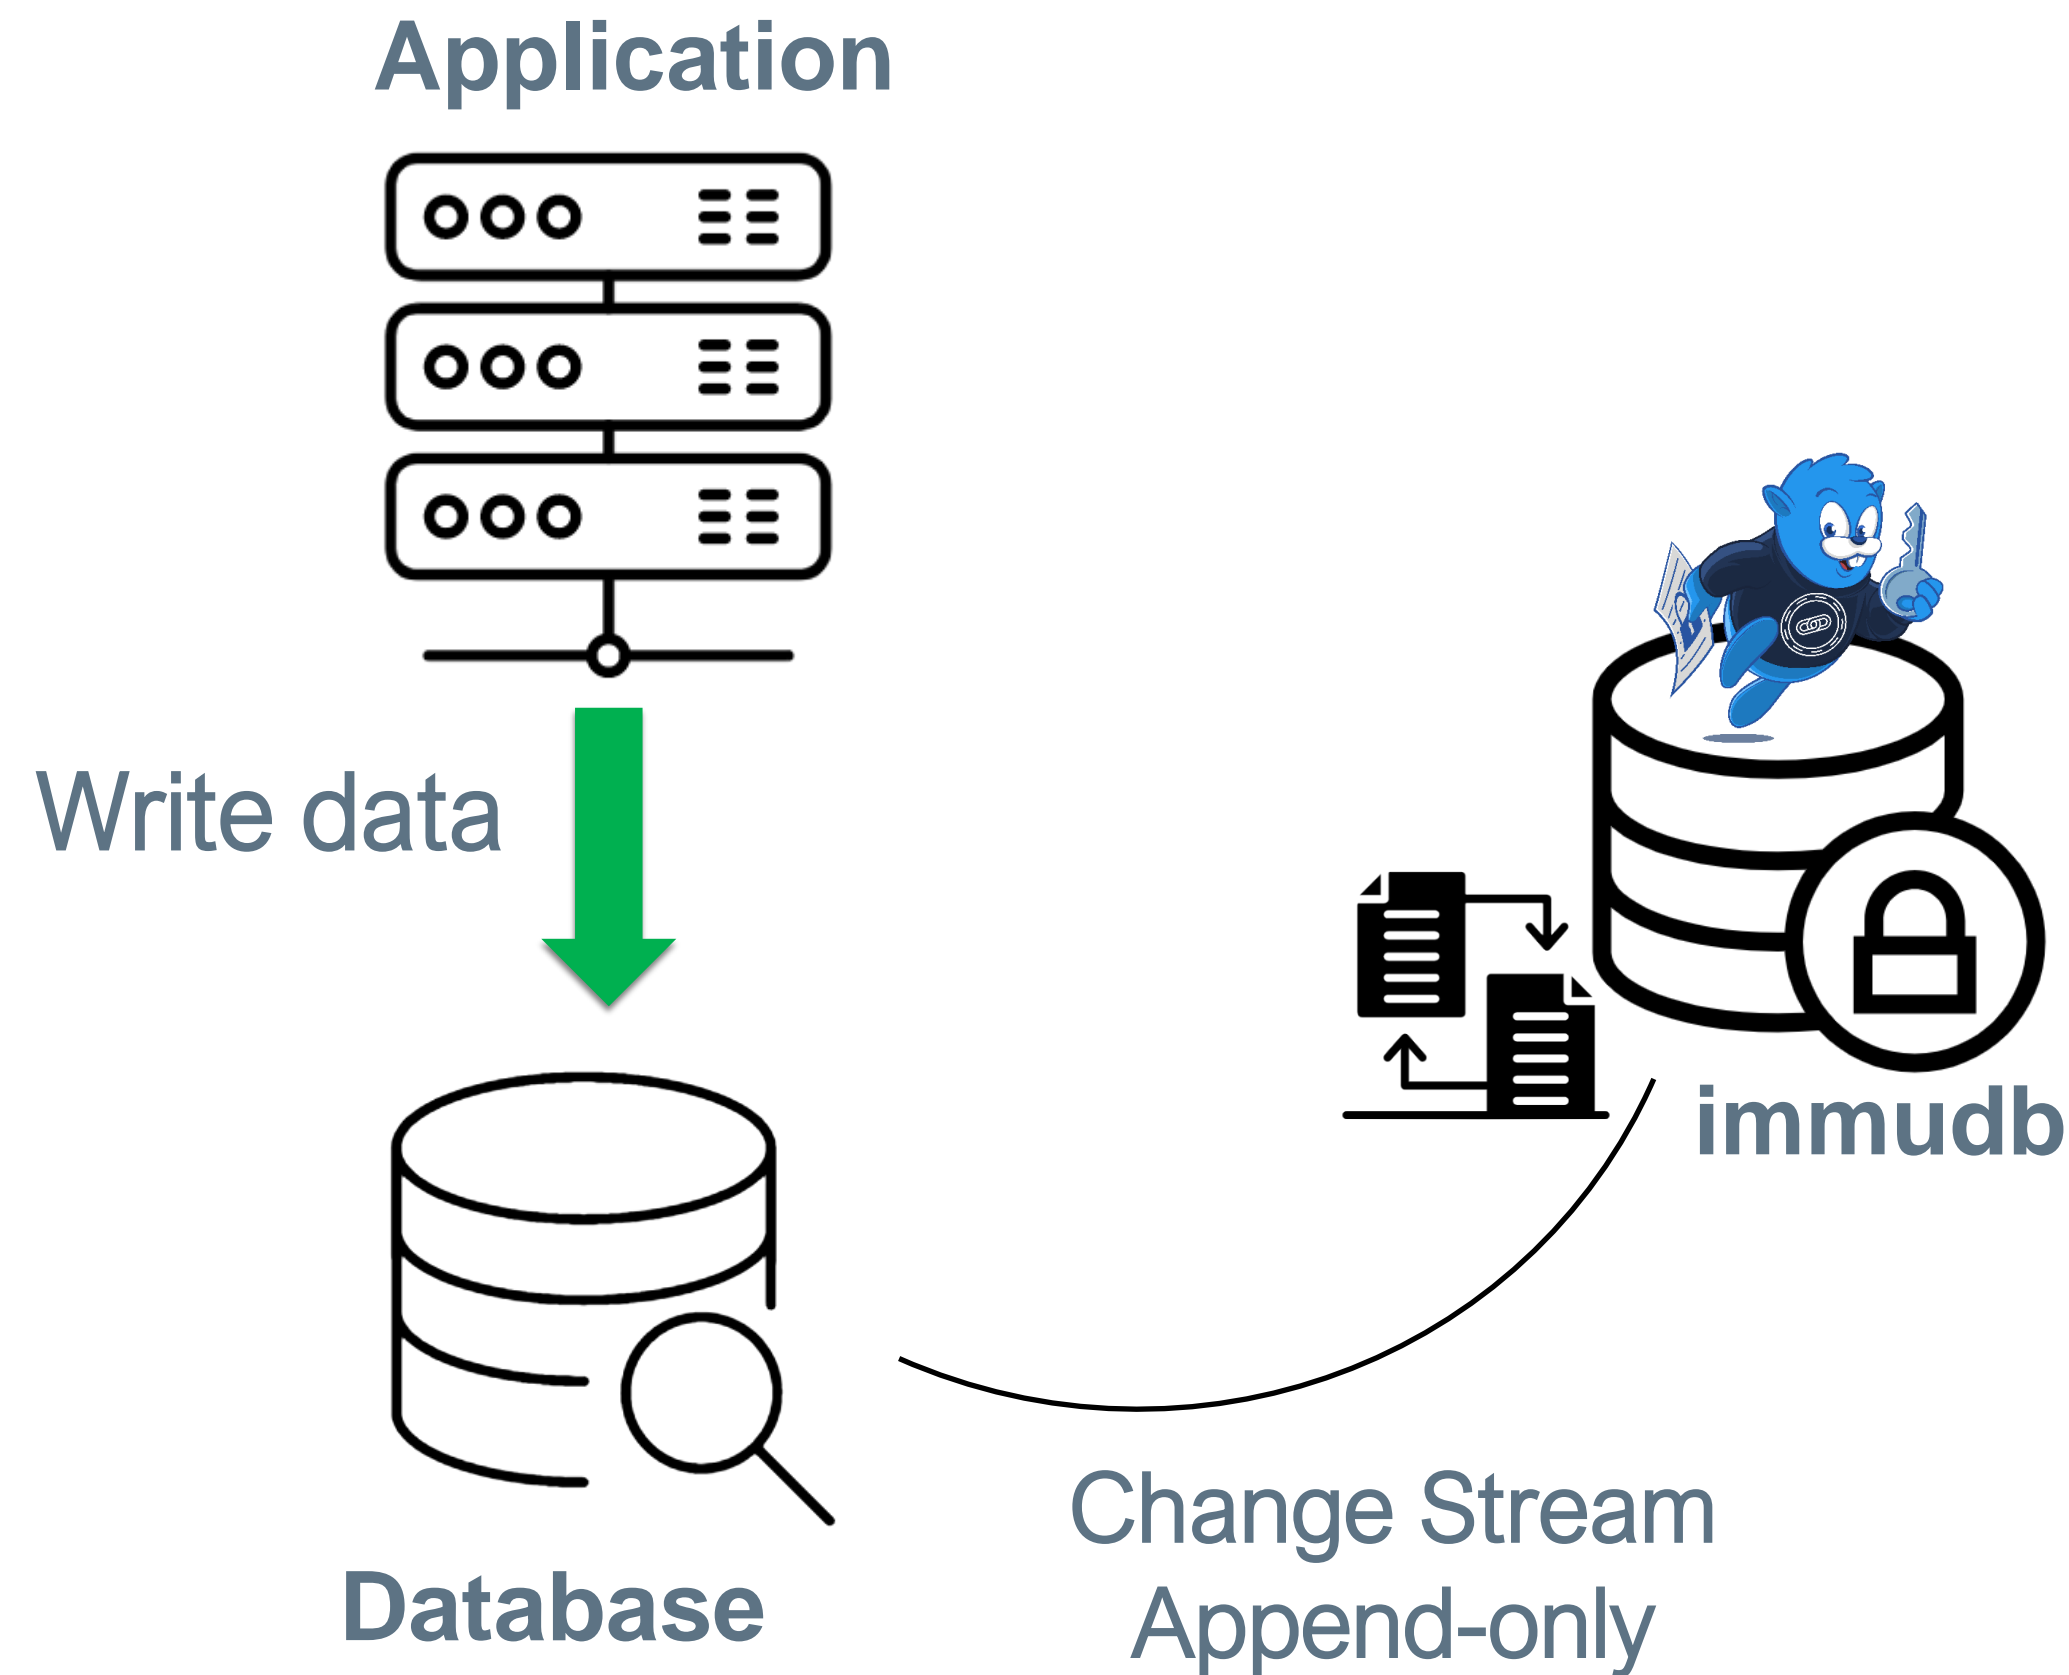 Application
Write data
immudb
Database
Change Stream
Append-only